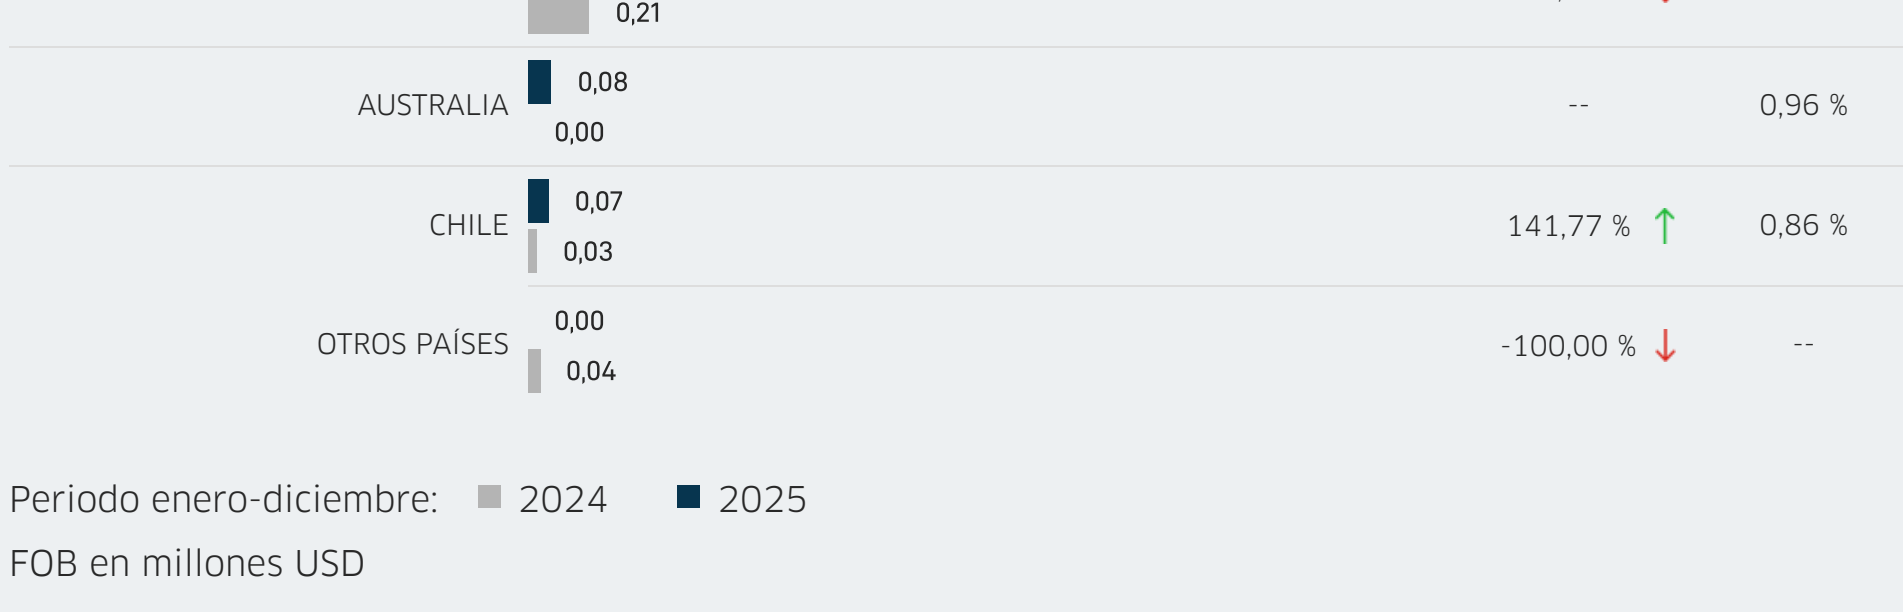 0,21
AUSTRALIA 0,08 0,00 -- 0,96 %
CHILE 0,07 0,03 141,77 % ↑ 0,86 %
OTROS PAÍSES 0,00 0,04 -100,00 % ↓ --
Periodo enero-diciembre: 2024 2025
FOB en millones USD